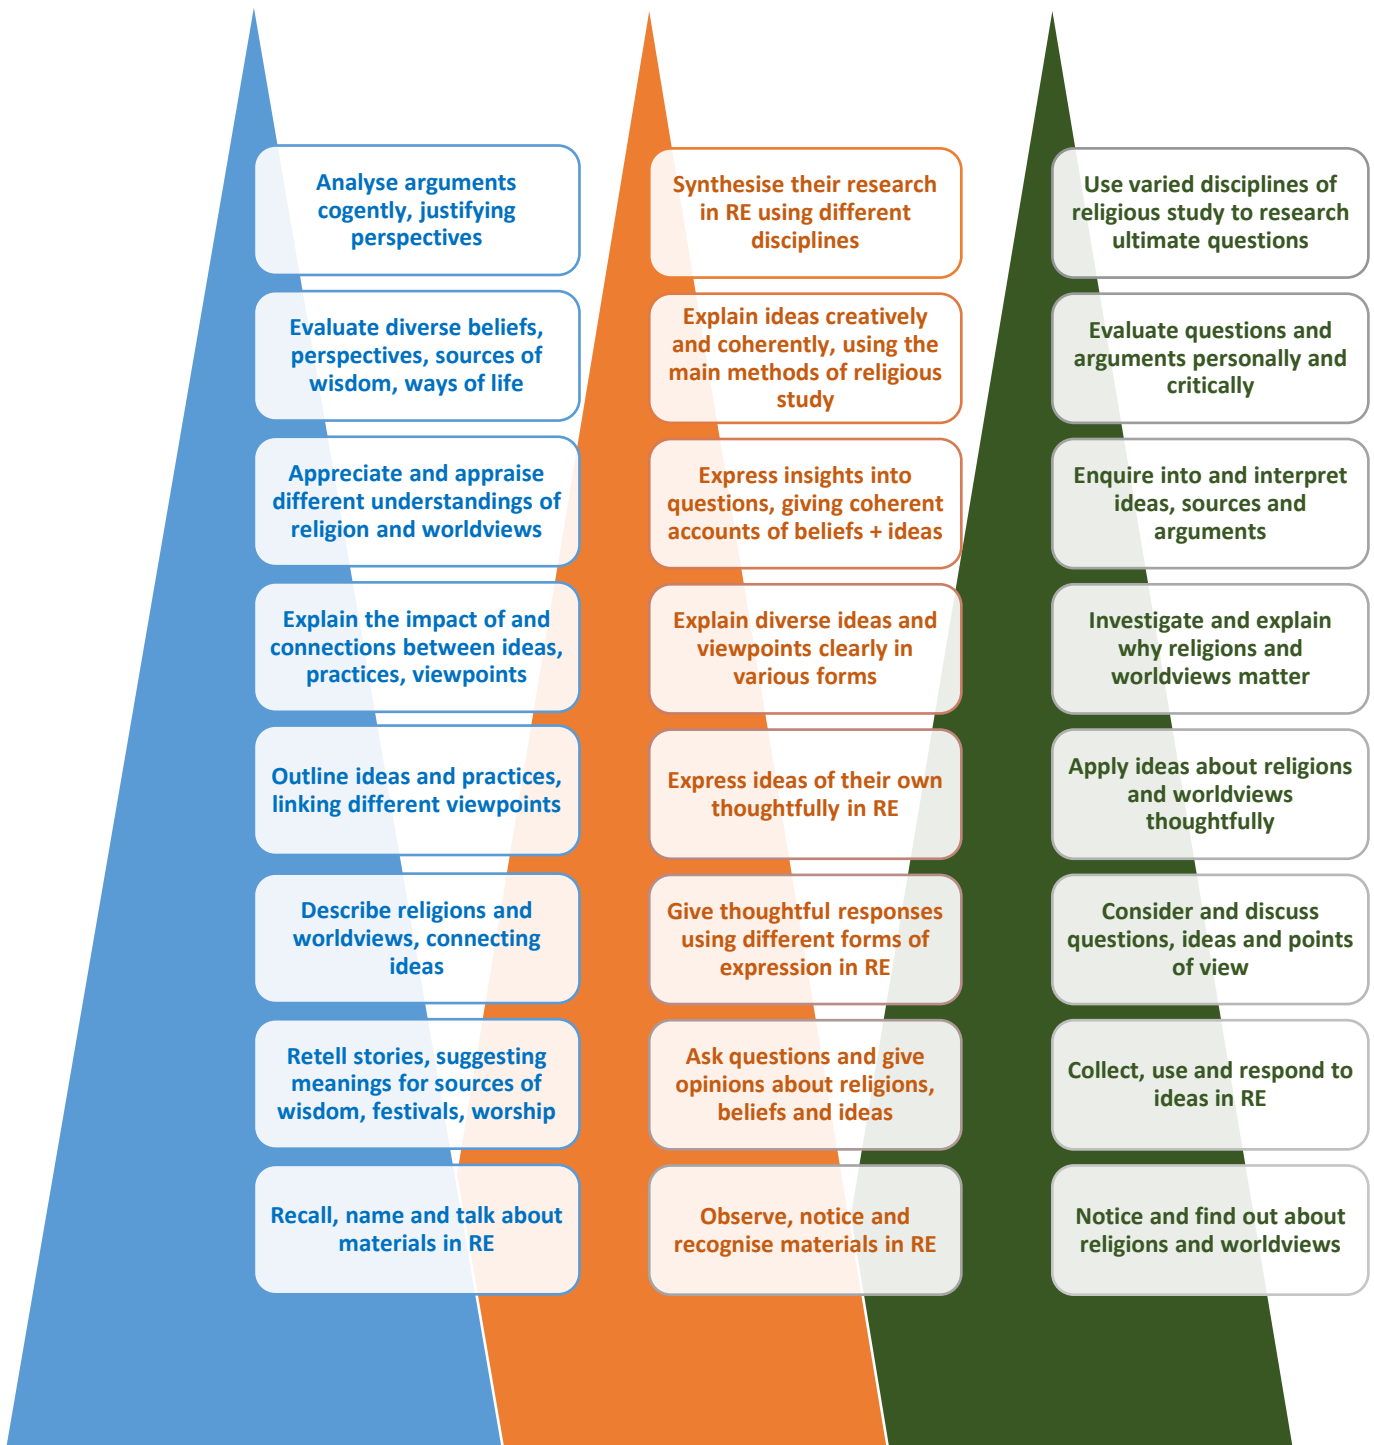 Analyse arguments
cogently, justifying
perspectives
Evaluate diverse beliefs,
perspectives, sources of
wisdom, ways of life
Appreciate and appraise
different understandings of
religion and worldviews
Explain the impact of and
connections between ideas,
practices, viewpoints
Outline ideas and practices,
linking different viewpoints
Describe religions and
worldviews, connecting
ideas
Retell stories, suggesting
meanings for sources of
wisdom, festivals, worship
Recall, name and talk about
materials in RE
Synthesise their research
in RE using different
disciplines
Explain ideas creatively
and coherently, using the
main methods of religious
study
Express insights into
questions, giving coherent
accounts of beliefs + ideas
Explain diverse ideas and
viewpoints clearly in
various forms
Express ideas of their own
thoughtfully in RE
Give thoughtful responses
using different forms of
expression in RE
Ask questions and give
opinions about religions,
beliefs and ideas
Observe, notice and
recognise materials in RE
Use varied disciplines of
religious study to research
ultimate questions
Evaluate questions and
arguments personally and
critically
Enquire into and interpret
ideas, sources and
arguments
Investigate and explain
why religions and
worldviews matter
Apply ideas about religions
and worldviews
thoughtfully
Consider and discuss
questions, ideas and points
of view
Collect, use and respond to
ideas in RE
Notice and find out about
religions and worldviews